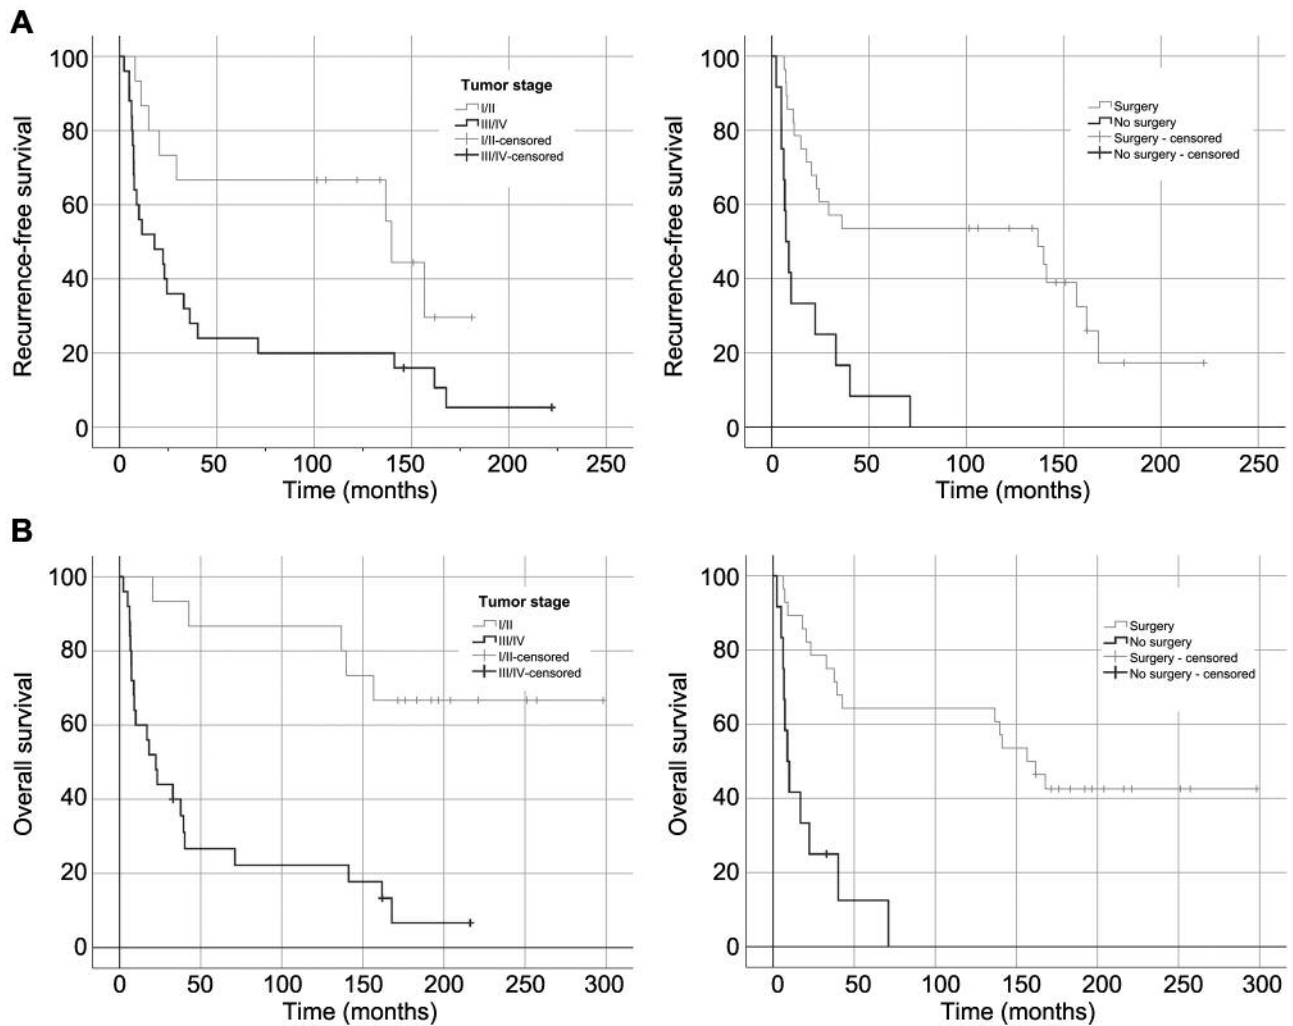 A
Recurrence-free survival
100
80
60
40
20
0
Tumor stage
I/II
III/IV
I/II-censored
III/IV-censored
0 50 100 150 200 250
Time (months)
Recurrence-free survival
100
80
60
40
20
0
Surgery
No surgery
Surgery - censored
No surgery - censored
0 50 100 150 200 250
Time (months)
B
Overall survival
100
80
60
40
20
0
Tumor stage
I/II
III/IV
I/II-censored
III/IV-censored
0 50 100 150 200 250 300
Time (months)
Overall survival
100
80
60
40
20
0
Surgery
No surgery
Surgery - censored
No surgery - censored
0 50 100 150 200 250 300
Time (months)